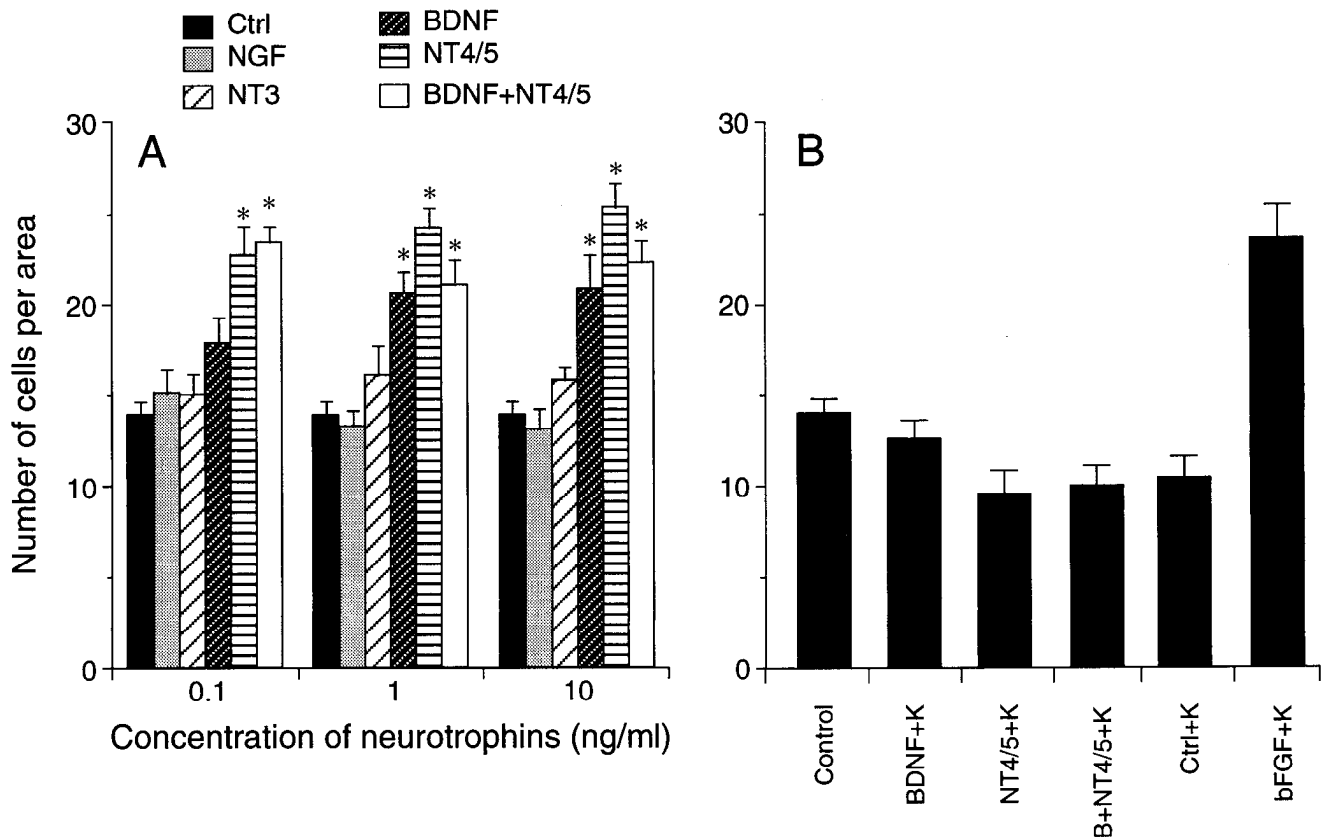 Ctrl
NGF
NT3
BDNF
NT4/5
BDNF+NT4/5
A
Number of cells per area
30
20
10
0
* *
* * *
* * *
0.1 1 10
Concentration of neurotrophins (ng/ml)
B
30
20
10
0
Control
BDNF+K
NT4/5+K
B+NT4/5+K
Ctrl+K
bFGF+K